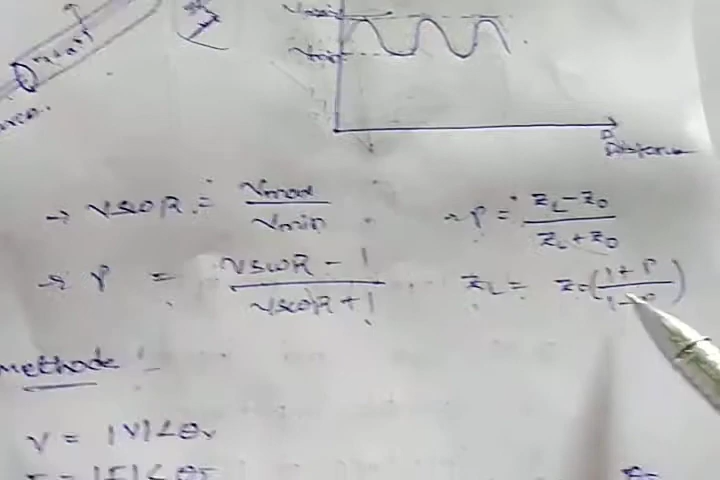 Vmax
Vmin
Distance
→ VSWR = Vmax / Vmin
→ ρ = (ZL - Z0) / (ZL + Z0)
→ ρ = (VSWR - 1) / (VSWR + 1)
ZL = Z0 ((1 + ρ) / (1 - ρ))
Methode :-
V = |V|∠θv